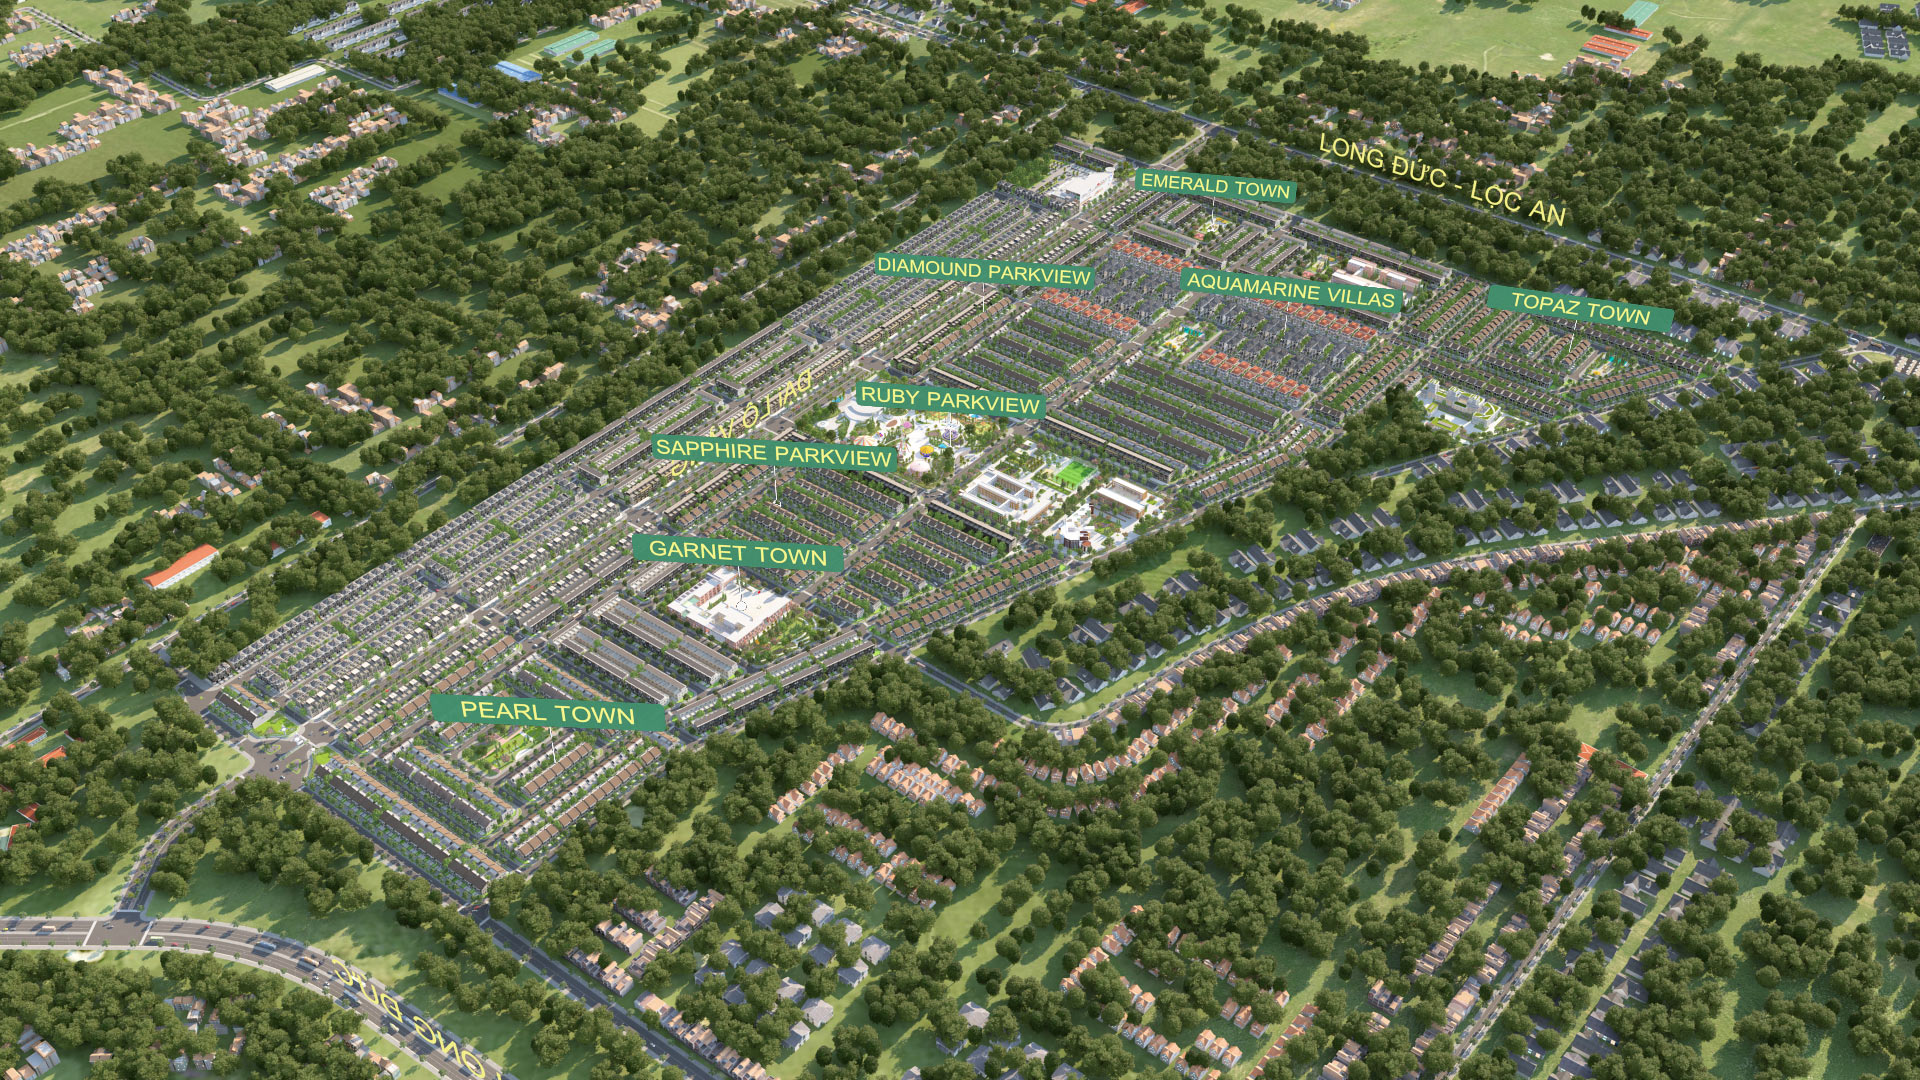 LONG ĐỨC - LỘC AN
EMERALD TOWN
DIAMOUND PARKVIEW
AQUAMARINE VILLAS
TOPAZ TOWN
RUBY PARKVIEW
SAPPHIRE PARKVIEW
GARNET TOWN
PEARL TOWN